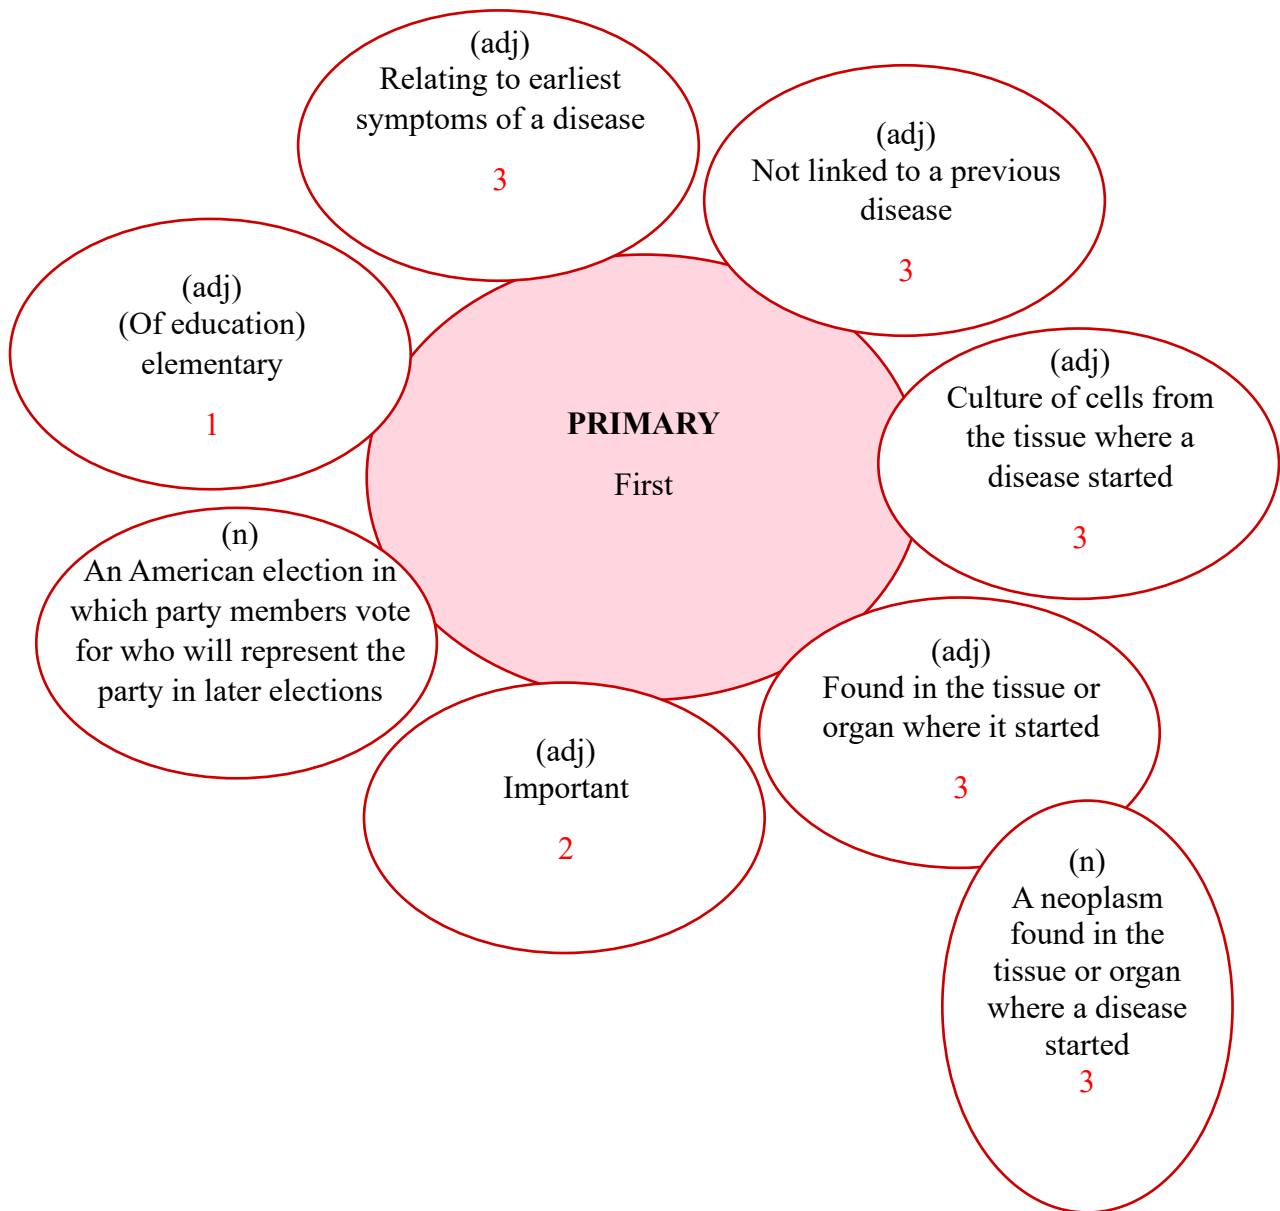 (adj)
Relating to earliest
symptoms of a disease
3
(adj)
Not linked to a previous
disease
3
(adj)
(Of education)
elementary
1
PRIMARY
First
(adj)
Culture of cells from
the tissue where a
disease started
3
(n)
An American election in
which party members vote
for who will represent the
party in later elections
(adj)
Found in the tissue or
organ where it started
3
(adj)
Important
2
(n)
A neoplasm
found in the
tissue or organ
where a disease
started
3